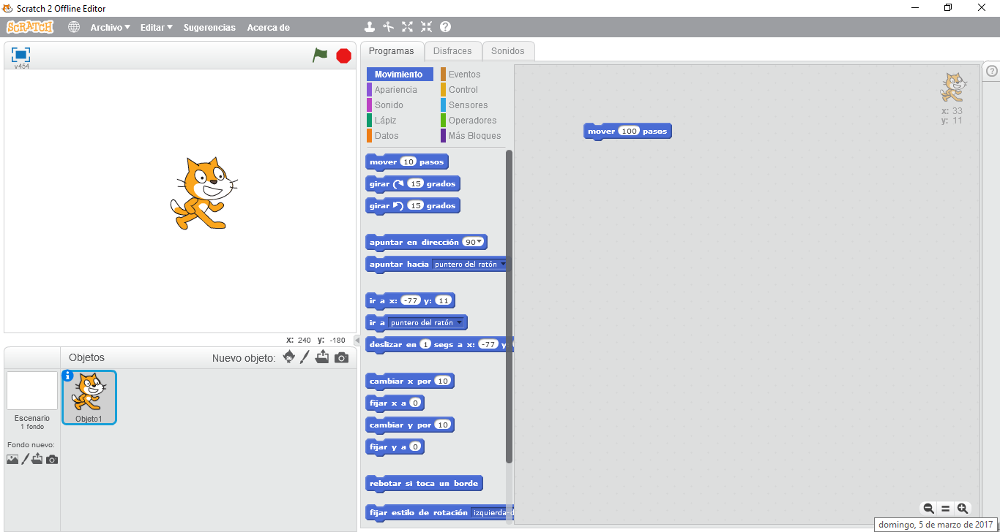 Scratch 2 Offline Editor
SCRATCH
Archivo Editar Sugerencias Acerca de
v454
Programas Disfraces Sonidos
Movimiento Eventos
Apariencia Control
Sonido Sensores
Lápiz Operadores
Datos Más Bloques
mover 10 pasos
girar 15 grados
girar 15 grados
apuntar en dirección 90
apuntar hacia puntero del ratón
ir a x: -77 y: 11
ir a puntero del ratón
deslizar en 1 segs a x: -77 y
cambiar x por 10
fijar x a 0
cambiar y por 10
fijar y a 0
rebotar si toca un borde
fijar estilo de rotación izquierda-d
mover 100 pasos
x: 33
y: 11
x: 240 y: -180
Objetos Nuevo objeto:
Escenario
1 fondo
Fondo nuevo:
Objeto1
domingo, 5 de marzo de 2017